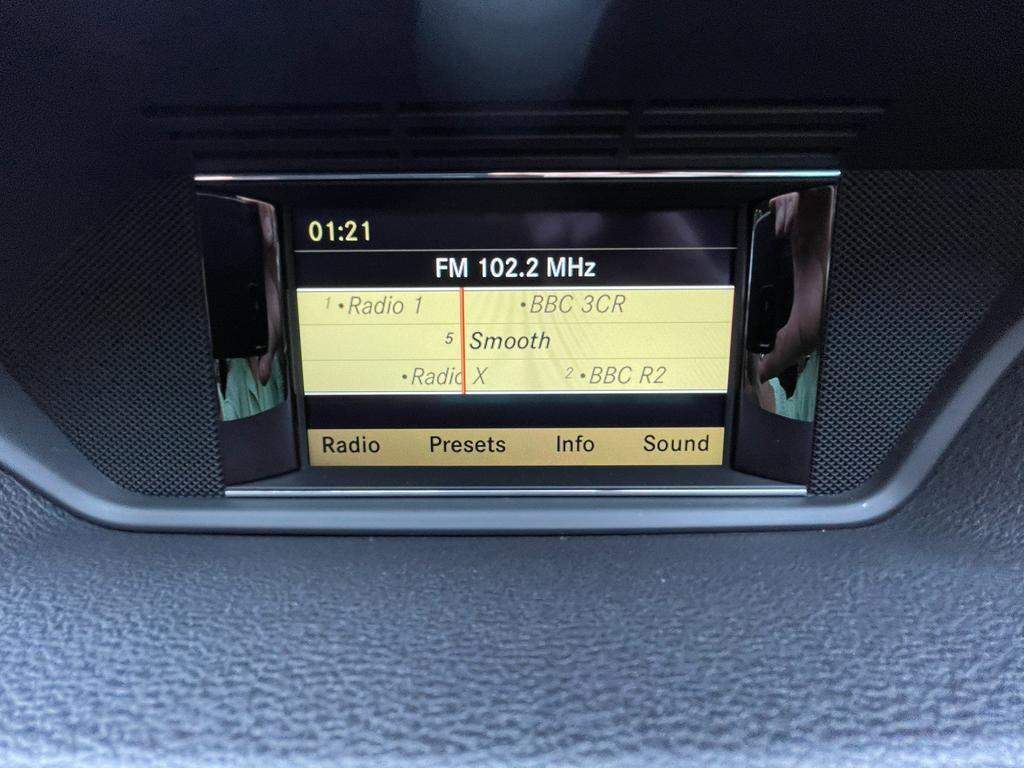 01:21
FM 102.2 MHz
1 •Radio 1 •BBC 3CR
5 Smooth
•Radio X 2 •BBC R2
Radio Presets Info Sound